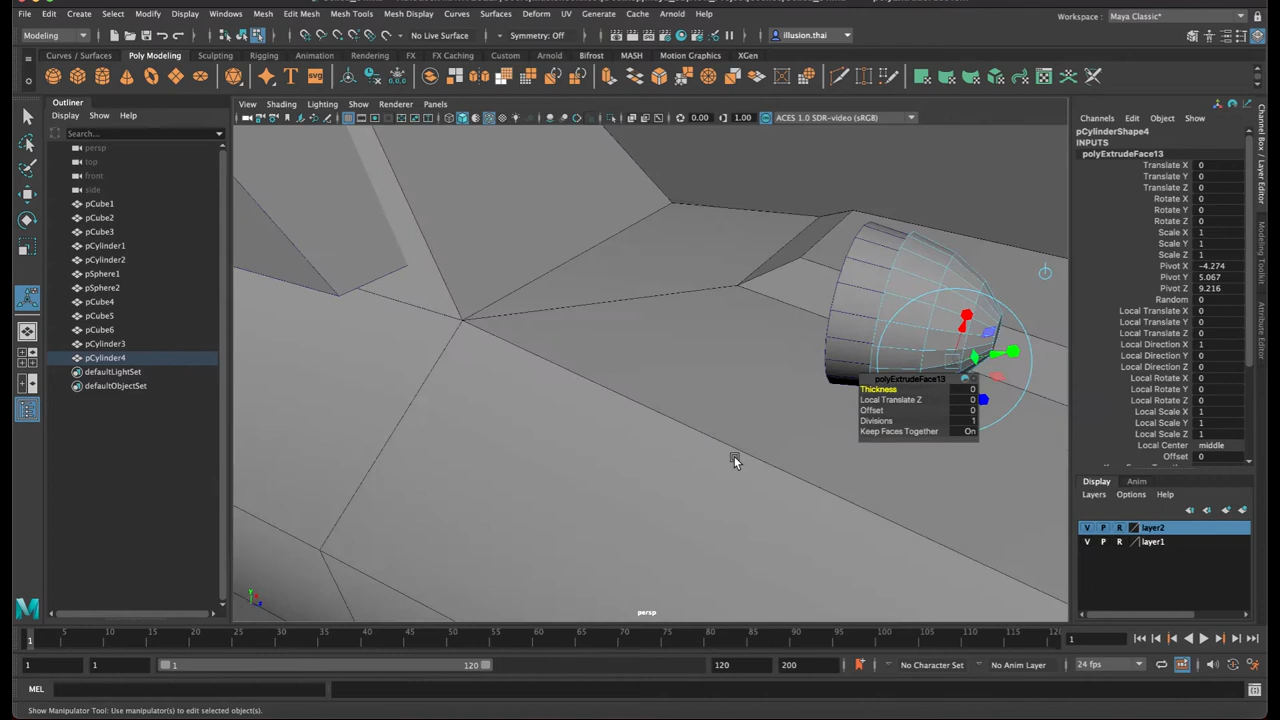 File Edit Create Select Modify Display Windows Mesh Edit Mesh Mesh Tools Mesh Display Curves Surfaces Deform UV Generate Cache Arnold Help Workspace : Maya Classic*
Modeling No Live Surface Symmetry: Off illusion.thai
Curves / Surfaces Poly Modeling Sculpting Rigging Animation Rendering FX FX Caching Custom Arnold Bifrost MASH Motion Graphics XGen
SVG
Outliner
Display Show Help
Search...
persp
top
front
side
pCube1
pCube2
pCube3
pCylinder1
pCylinder2
pSphere1
pSphere2
pCube4
pCube5
pCube6
pCylinder3
pCylinder4
defaultLightSet
defaultObjectSet
View Shading Lighting Show Renderer Panels
0.00 1.00 ACES 1.0 SDR-video (sRGB)
polyExtrudeFace13
Thickness 0
Local Translate Z 0
Offset 0
Divisions 1
Keep Faces Together On
persp
Channels Edit Object Show
pCylinderShape4
INPUTS
polyExtrudeFace13
Translate X 0
Translate Y 0
Translate Z 0
Rotate X 0
Rotate Y 0
Rotate Z 0
Scale X 1
Scale Y 1
Scale Z 1
Pivot X -4.274
Pivot Y 5.067
Pivot Z 9.216
Random 0
Local Translate X 0
Local Translate Y 0
Local Translate Z 0
Local Direction X 1
Local Direction Y 0
Local Direction Z 0
Local Rotate X 0
Local Rotate Y 0
Local Rotate Z 0
Local Scale X 1
Local Scale Y 1
Local Scale Z 1
Local Center middle
Offset 0
Channel Box / Layer Editor
Modeling Toolkit
Attribute Editor
Display Anim
Layers Options Help
V P R layer2
V P R layer1
1 5 10 15 20 25 30 35 40 45 50 55 60 65 70 75 80 85 90 95 100 105 110 115 120 1
1 1 1 120 120 200 No Character Set No Anim Layer 24 fps
MEL
Show Manipulator Tool: Use manipulator(s) to edit selected object(s).